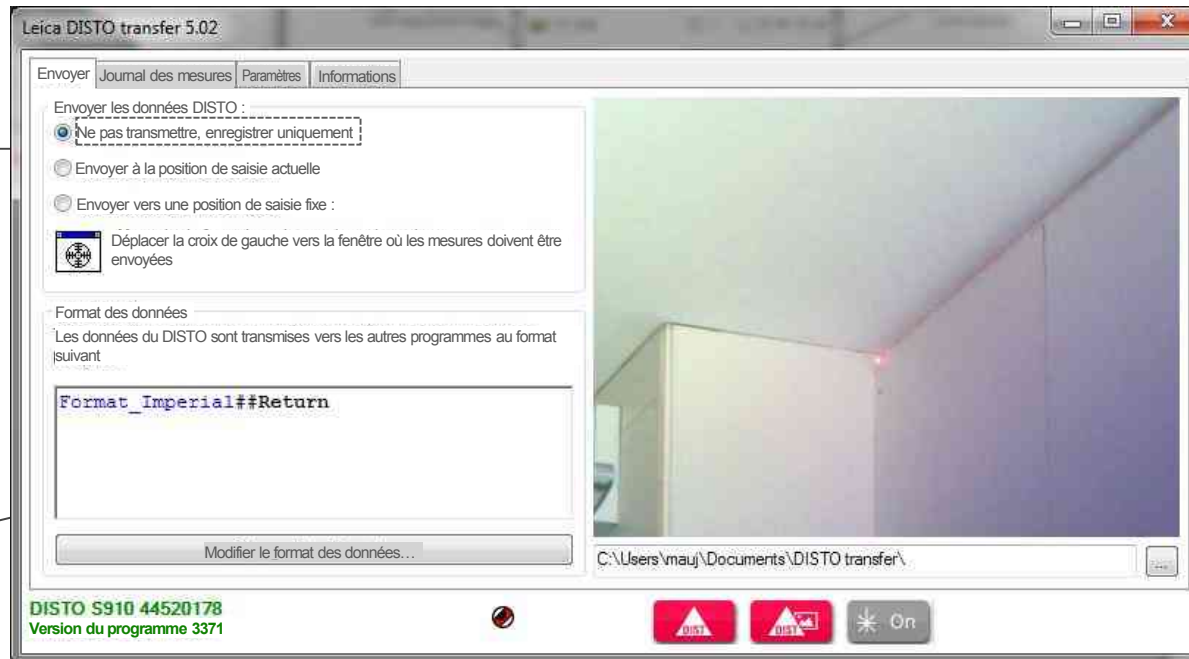 Leica DISTO transfer 5.02
Envoyer
Journal des mesures
Paramètres
Informations
Envoyer les données DISTO :
Ne pas transmettre, enregistrer uniquement
Envoyer à la position de saisie actuelle
Envoyer vers une position de saisie fixe :
Déplacer la croix de gauche vers la fenêtre où les mesures doivent être
envoyées
Format des données
Les données du DISTO sont transmises vers les autres programmes au format
suivant
Format_Imperial##Return
Modifier le format des données...
C:\Users\mauj\Documents\DISTO transfer\
...
DISTO S910 44520178
Version du programme 3371
DIST
DIST
On